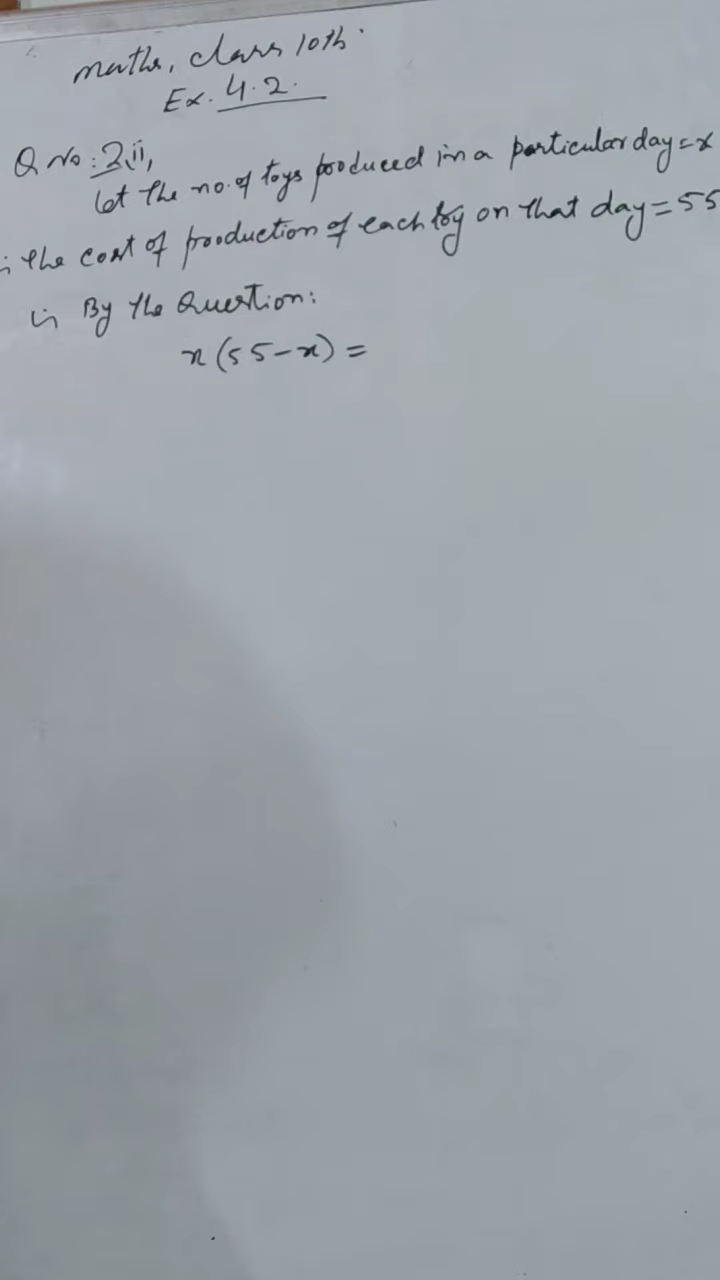 maths, class 10th.
Ex. 4.2.
Q No: 2, ii,
let the no. of toys produced in a particular day = x
∴ the cost of production of each toy on that day = 55
By the Question:
x(55-x) =